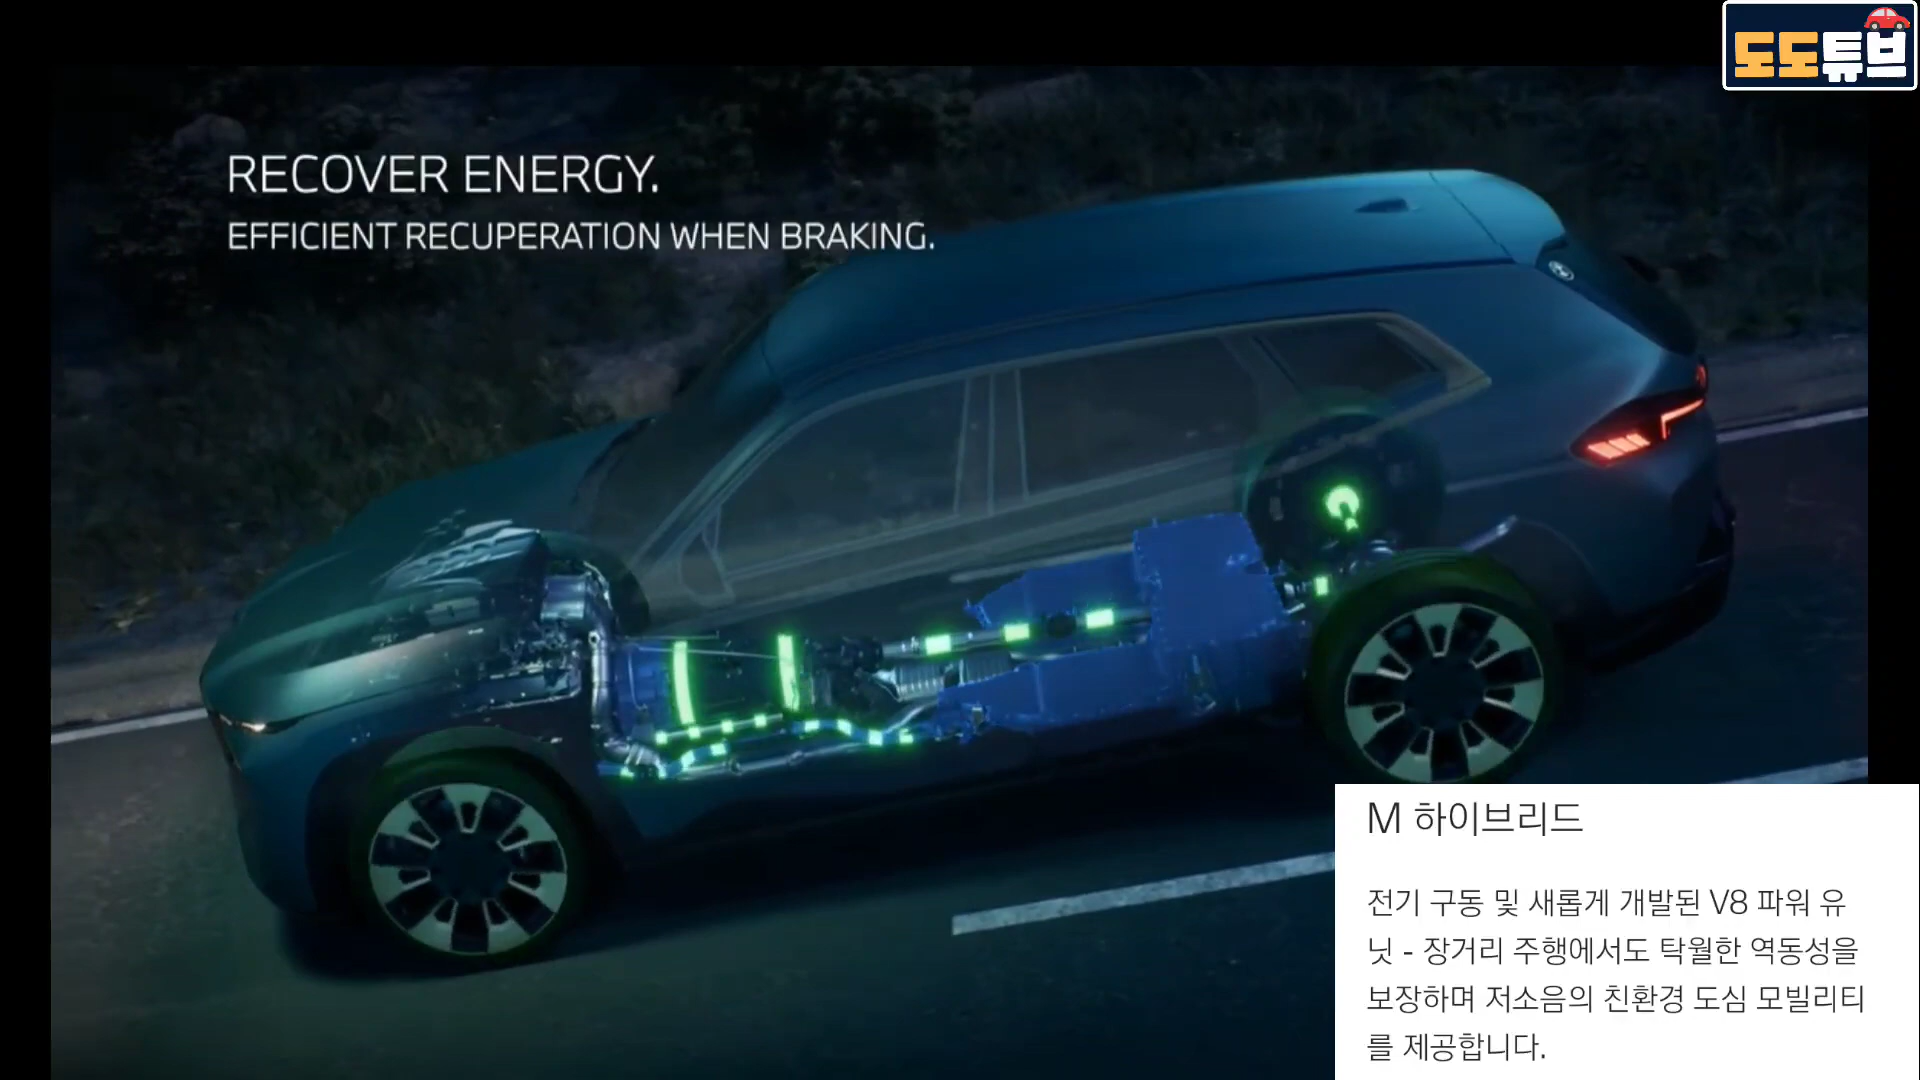 도도튜브
RECOVER ENERGY.
EFFICIENT RECUPERATION WHEN BRAKING.
M 하이브리드
전기 구동 및 새롭게 개발된 V8 파워 유
닛 - 장거리 주행에서도 탁월한 역동성을
보장하며 저소음의 친환경 도심 모빌리티
를 제공합니다.